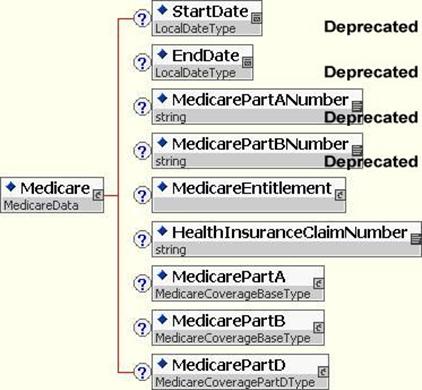 StartDate
LocalDateType
Deprecated
EndDate
LocalDateType
Deprecated
MedicarePartANumber
string
Deprecated
MedicarePartBNumber
string
Deprecated
Medicare
MedicareData
MedicareEntitlement
HealthInsuranceClaimNumber
string
MedicarePartA
MedicareCoverageBaseType
MedicarePartB
MedicareCoverageBaseType
MedicarePartD
MedicareCoveragePartDType